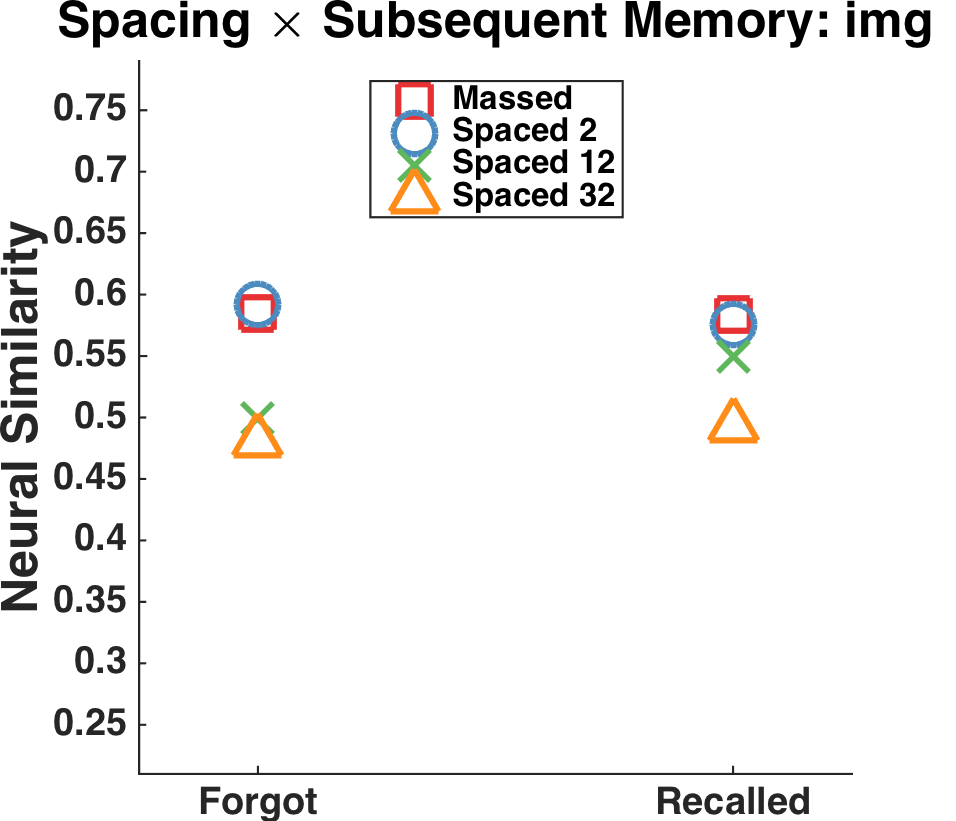 Spacing × Subsequent Memory: img
Massed
Spaced 2
Spaced 12
Spaced 32
Neural Similarity
0.75
0.7
0.65
0.6
0.55
0.5
0.45
0.4
0.35
0.3
0.25
Forgot
Recalled